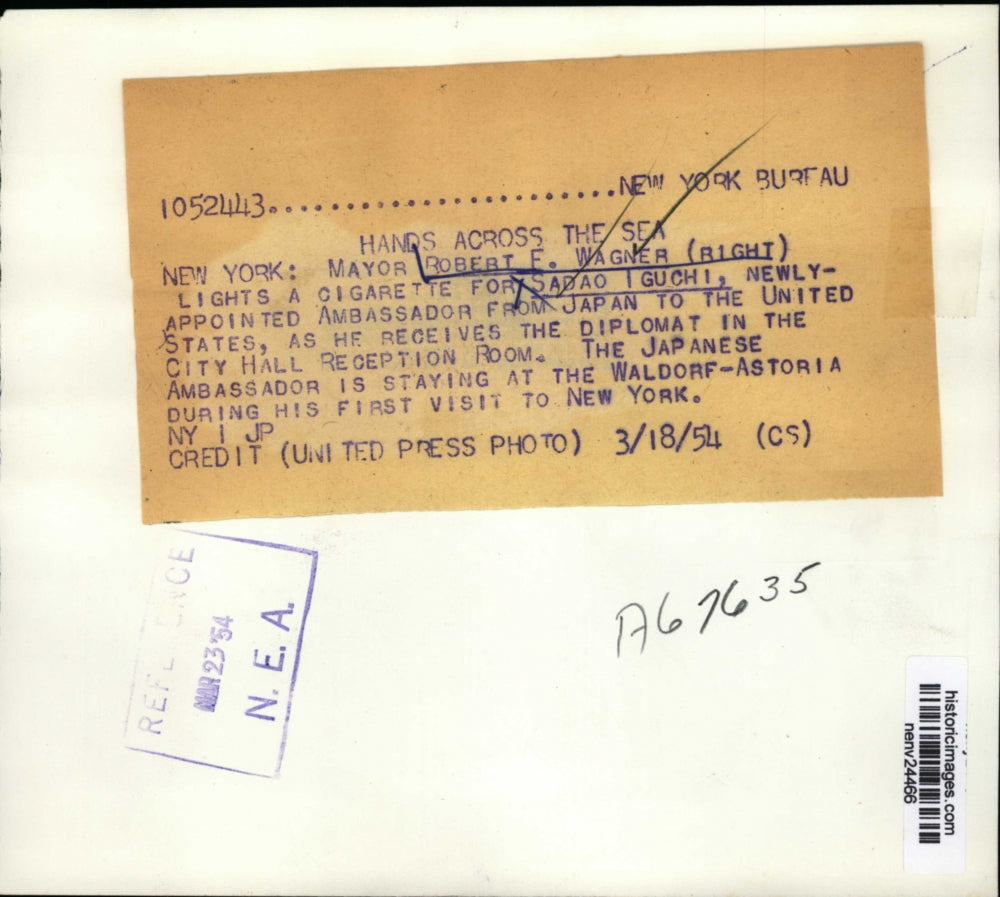 1052443..............................NEW YORK BUREAU
HANDS ACROSS THE SEA
NEW YORK: MAYOR ROBERT F. WAGNER (RIGHT)
LIGHTS A CIGARETTE FOR SADAO IGUCHI, NEWLY-
APPOINTED AMBASSADOR FROM JAPAN TO THE UNITED
STATES, AS HE RECEIVES THE DIPLOMAT IN THE
CITY HALL RECEPTION ROOM. THE JAPANESE
AMBASSADOR IS STAYING AT THE WALDORF-ASTORIA
DURING HIS FIRST VISIT TO NEW YORK.
NY 1 JP
CREDIT (UNITED PRESS PHOTO) 3/18/54 (CS)
REFERENCE
MAR 23 '54
N. E. A.
A67635
historicimages.com
nenv24466